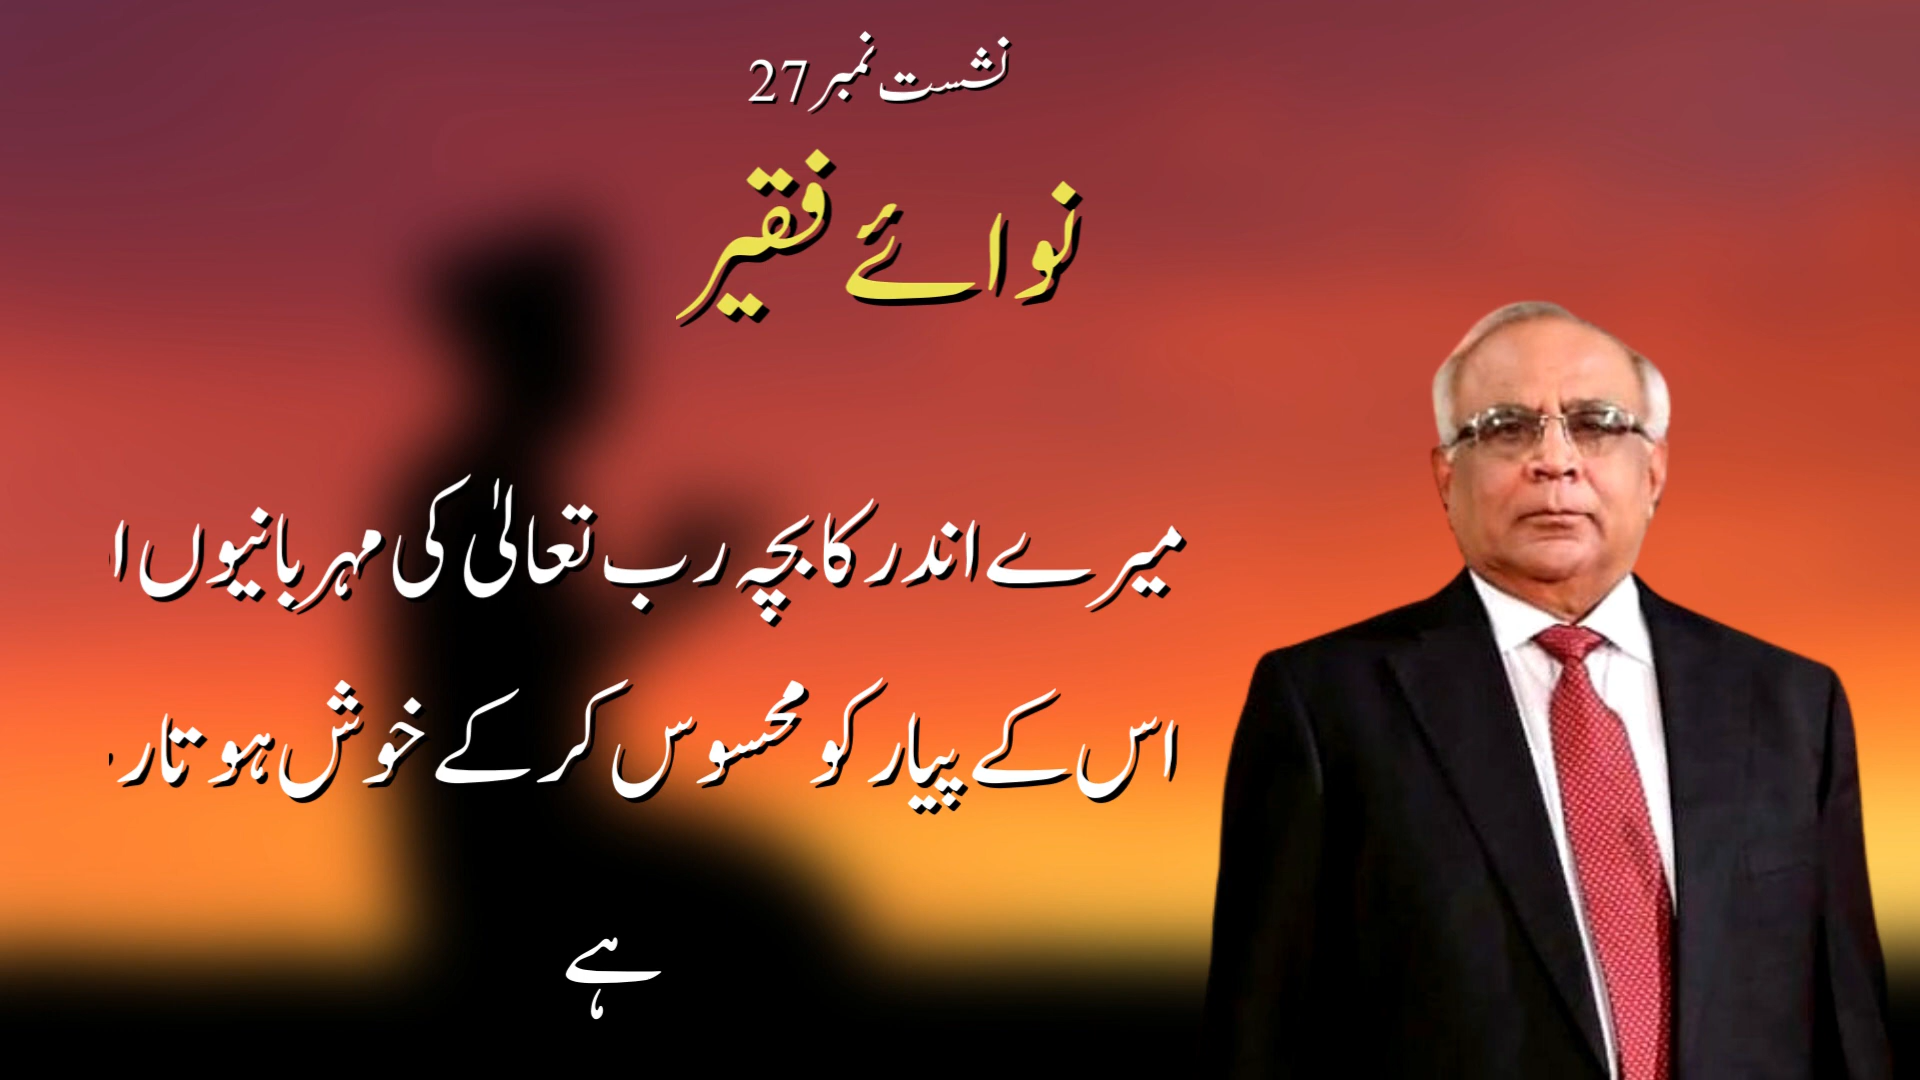 نشست نمبر 27
نوائے فقیر
میرے اندر کا بچہ رب تعالیٰ کی مہربانیوں ا
اس کے پیار کو محسوس کر کے خوش ہوتا ر
ہے